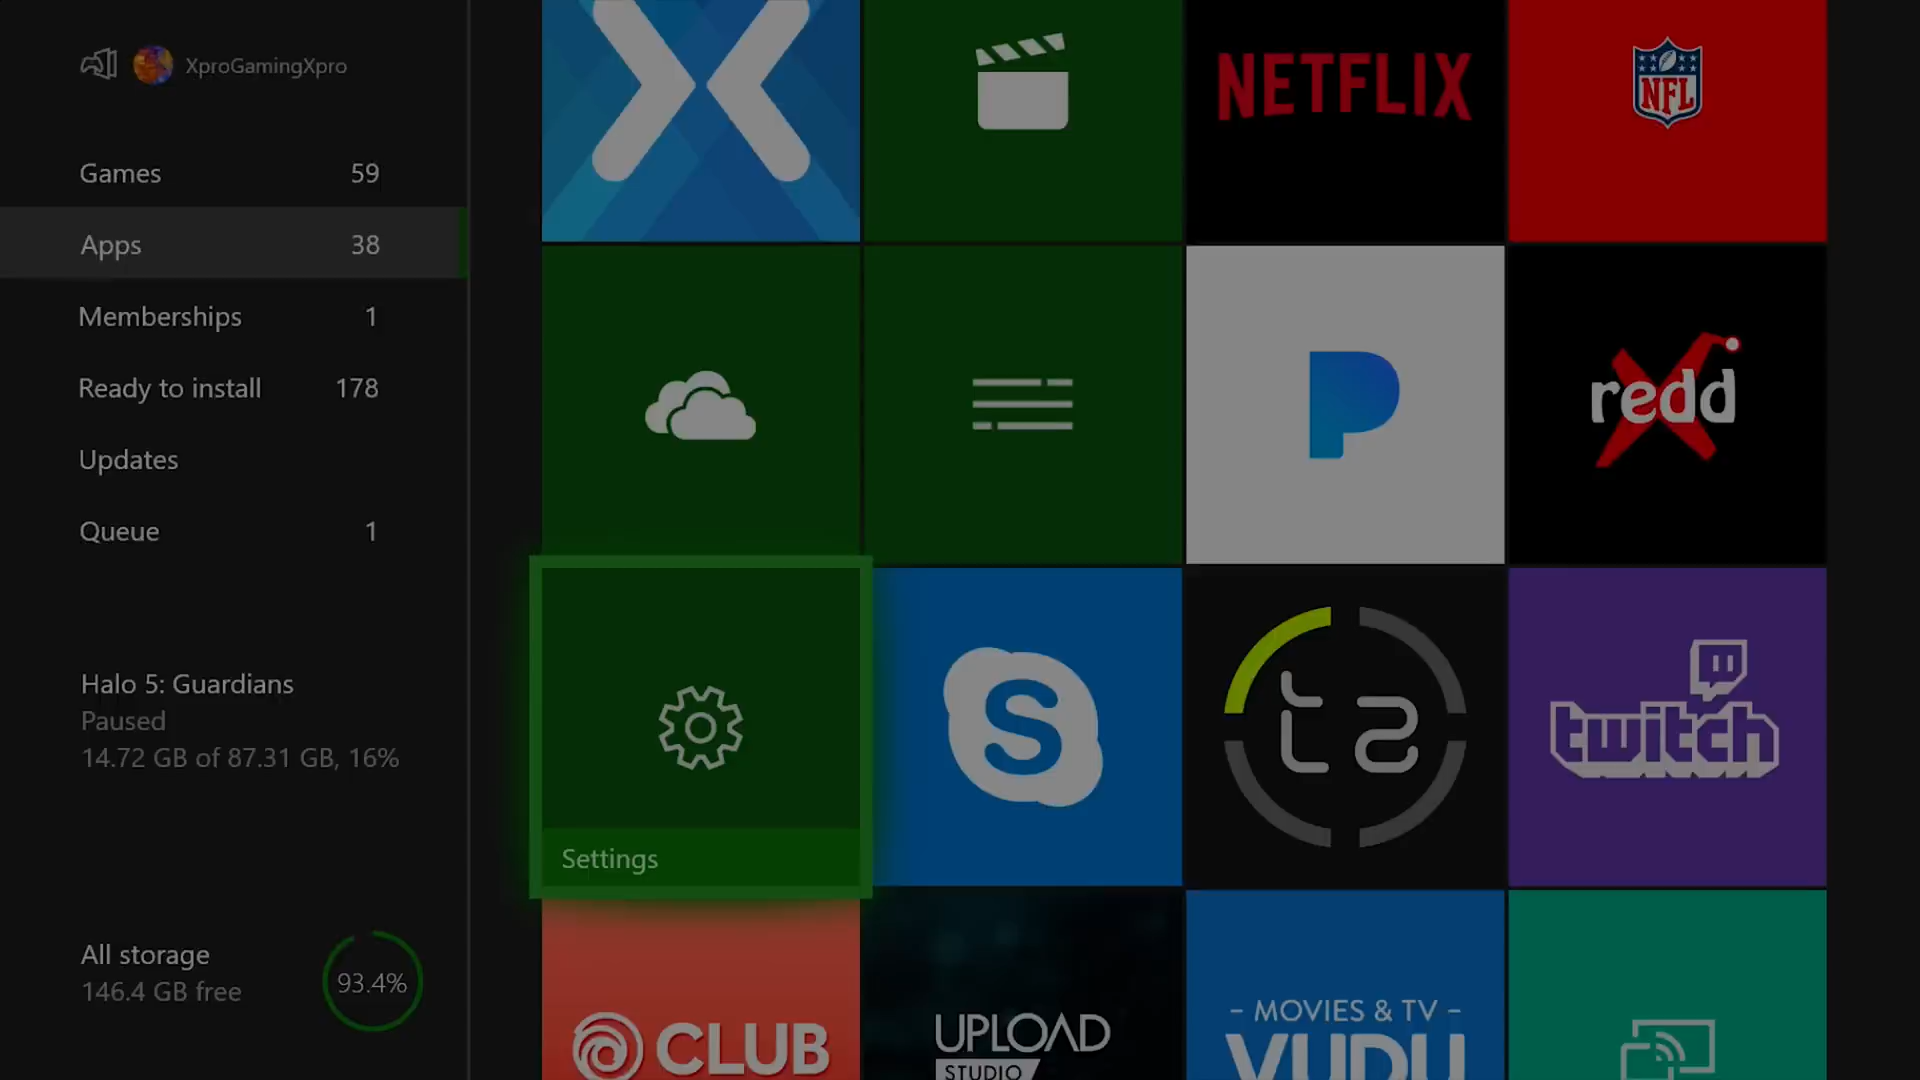 XproGamingXpro
Games 59
Apps 38
Memberships 1
Ready to install 178
Updates
Queue 1
Halo 5: Guardians
Paused
14.72 GB of 87.31 GB, 16%
All storage
146.4 GB free
93.4%
NETFLIX
NFL
redd
Settings
S
tz
twitch
CLUB
UPLOAD
STUDIO
- MOVIES & TV -
VUDU